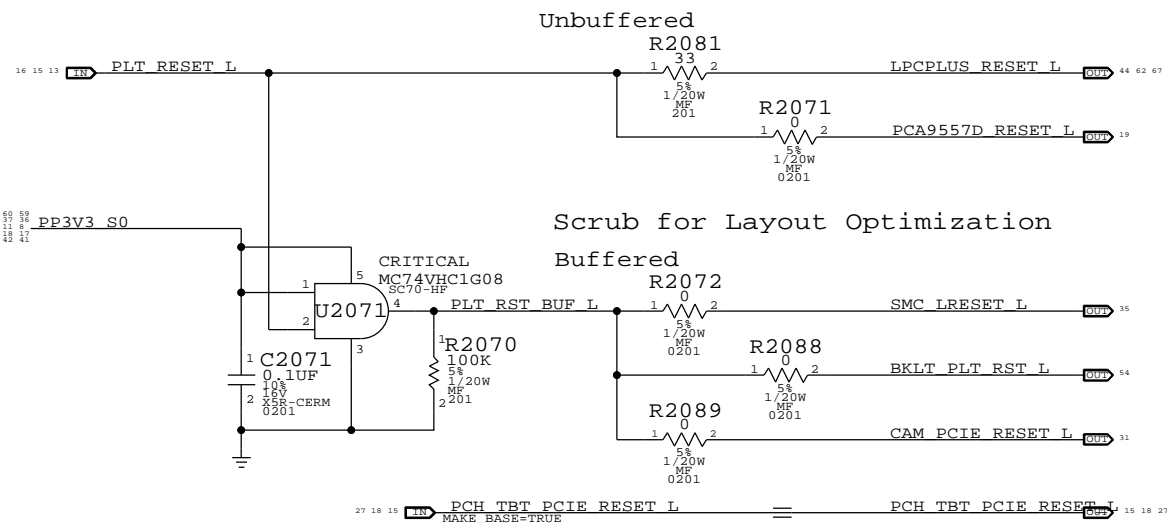 Unbuffered
R2081
33
16 15 13 IN PLT_RESET_L
1 2
LPCPLUS_RESET_L OUT 44 62 67
5%
1/20W
MF
201
R2071
0
1 2
PCA9557D_RESET_L OUT 19
5%
1/20W
MF
0201
60 59
37 36
11 8
18 17
42 41
PP3V3_S0
Scrub for Layout Optimization
Buffered
CRITICAL
MC74VHC1G08
SC70-HF
5
1
2
U2071
4
3
PLT_RST_BUF_L
R2072
0
1 2
SMC_LRESET_L OUT 35
5%
1/20W
MF
0201
1
C2071
0.1UF
10%
16V
X5R-CERM
0201
2
1
R2070
100K
5%
1/20W
MF
201
2
R2088
0
1 2
BKLT_PLT_RST_L OUT 54
5%
1/20W
MF
0201
R2089
0
1 2
CAM_PCIE_RESET_L OUT 31
5%
1/20W
MF
0201
27 18 15 IN PCH_TBT_PCIE_RESET_L
MAKE_BASE=TRUE
PCH_TBT_PCIE_RESET_L OUT 15 18 27